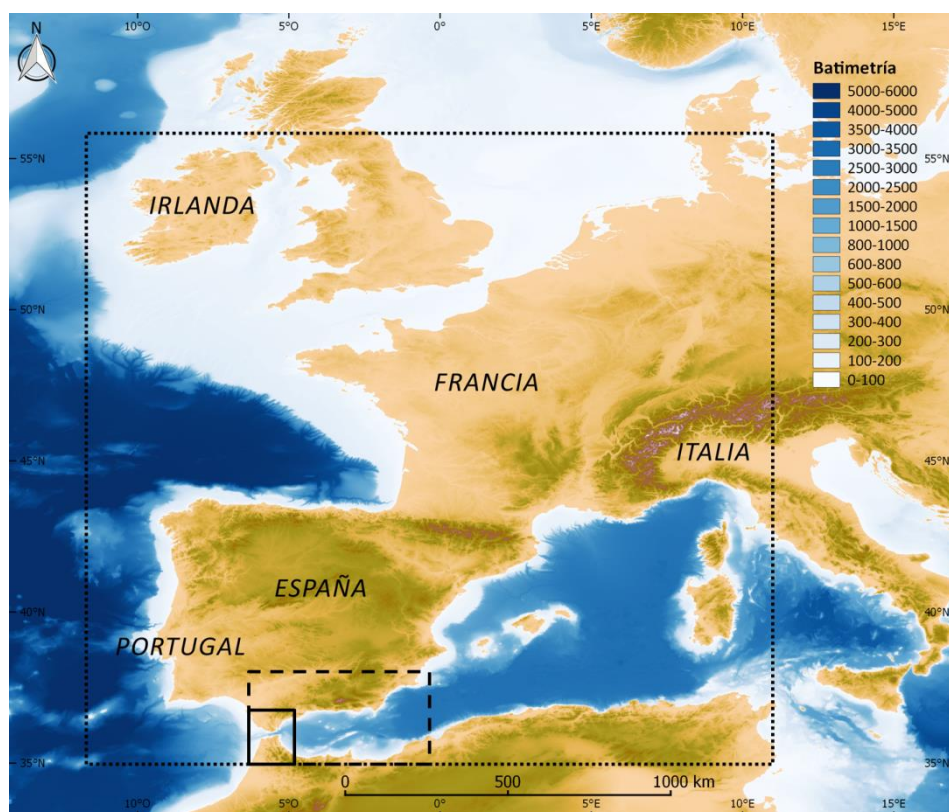 10°O 5°O 0° 5°E 10°E 15°E
N
Batimetría
5000-6000
4000-5000
3500-4000
3000-3500
2500-3000
2000-2500
1500-2000
1000-1500
800-1000
600-800
500-600
400-500
300-400
200-300
100-200
0-100
55°N 55°N
IRLANDA
50°N 50°N
FRANCIA
ITALIA
45°N 45°N
ESPAÑA
40°N 40°N
PORTUGAL
35°N 35°N
0 500 1000 km
10°O 5°O 0° 5°E 10°E 15°E